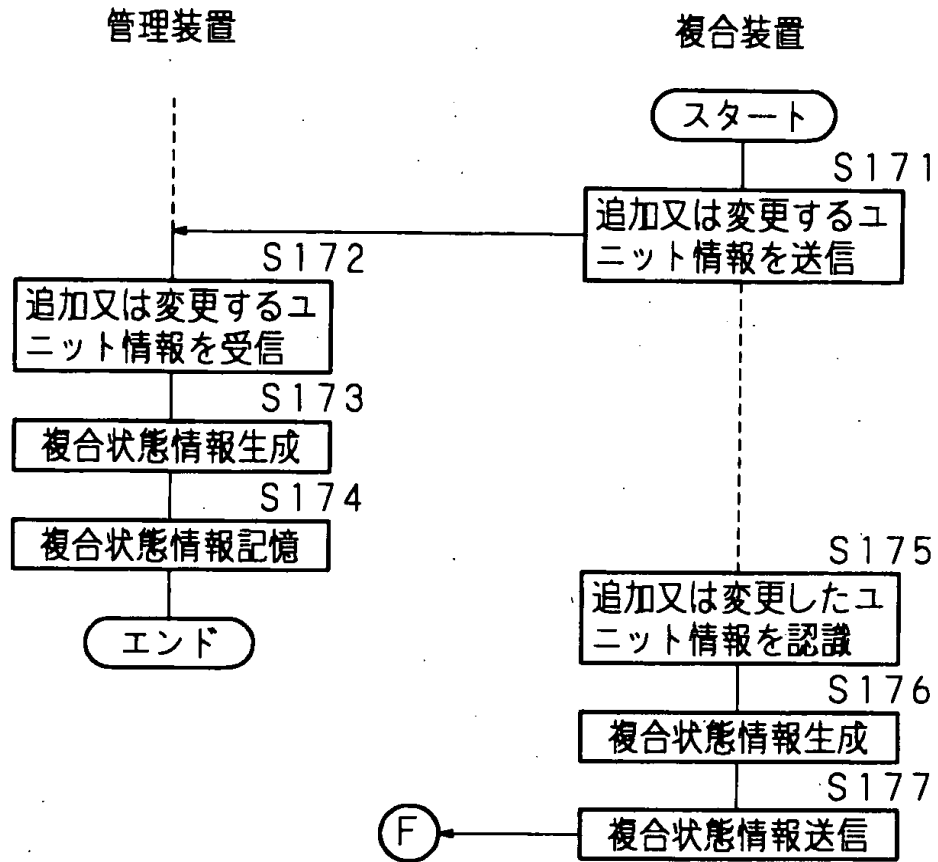 管理装置
複合装置
スタート
S171
追加又は変更するユ
ニット情報を送信
S172
追加又は変更するユ
ニット情報を受信
S173
複合状態情報生成
S174
複合状態情報記憶
エンド
S175
追加又は変更したユ
ニット情報を認識
S176
複合状態情報生成
S177
複合状態情報送信
F